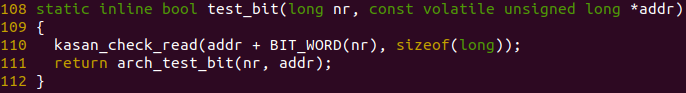 108 static inline bool test_bit(long nr, const volatile unsigned long *addr)
109 {
110   kasan_check_read(addr + BIT_WORD(nr), sizeof(long));
111   return arch_test_bit(nr, addr);
112 }